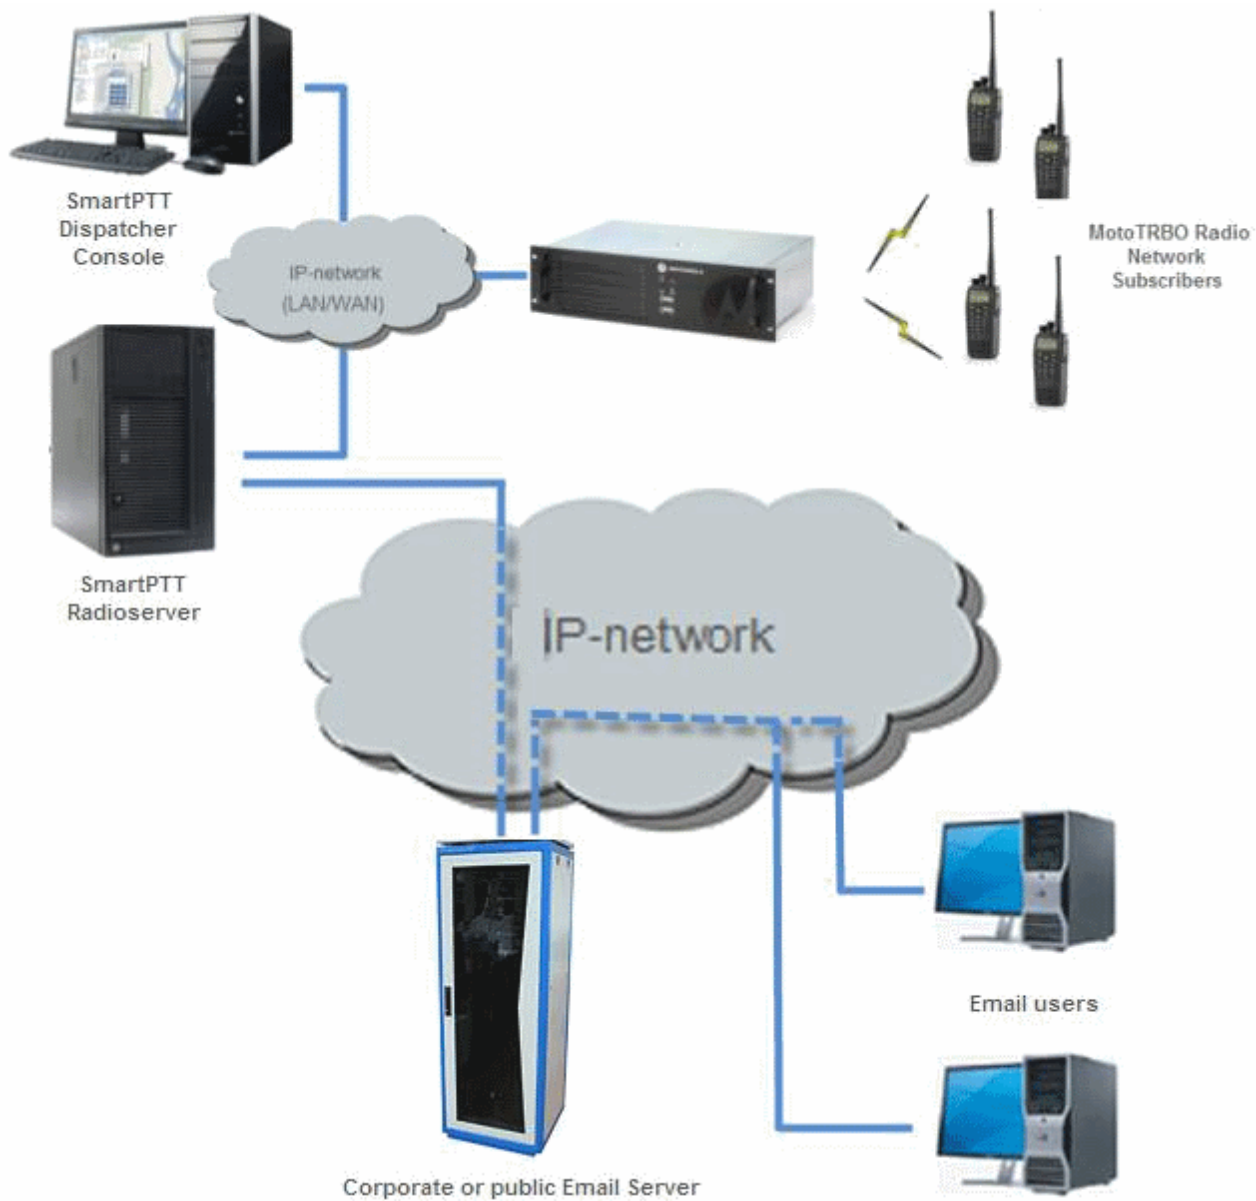 SmartPTT
Dispatcher
Console
IP-network
(LAN/WAN)
MOTOROLA
MotoTRBO Radio
Network
Subscribers
SmartPTT
Radioserver
IP-network
Email users
Corporate or public Email Server